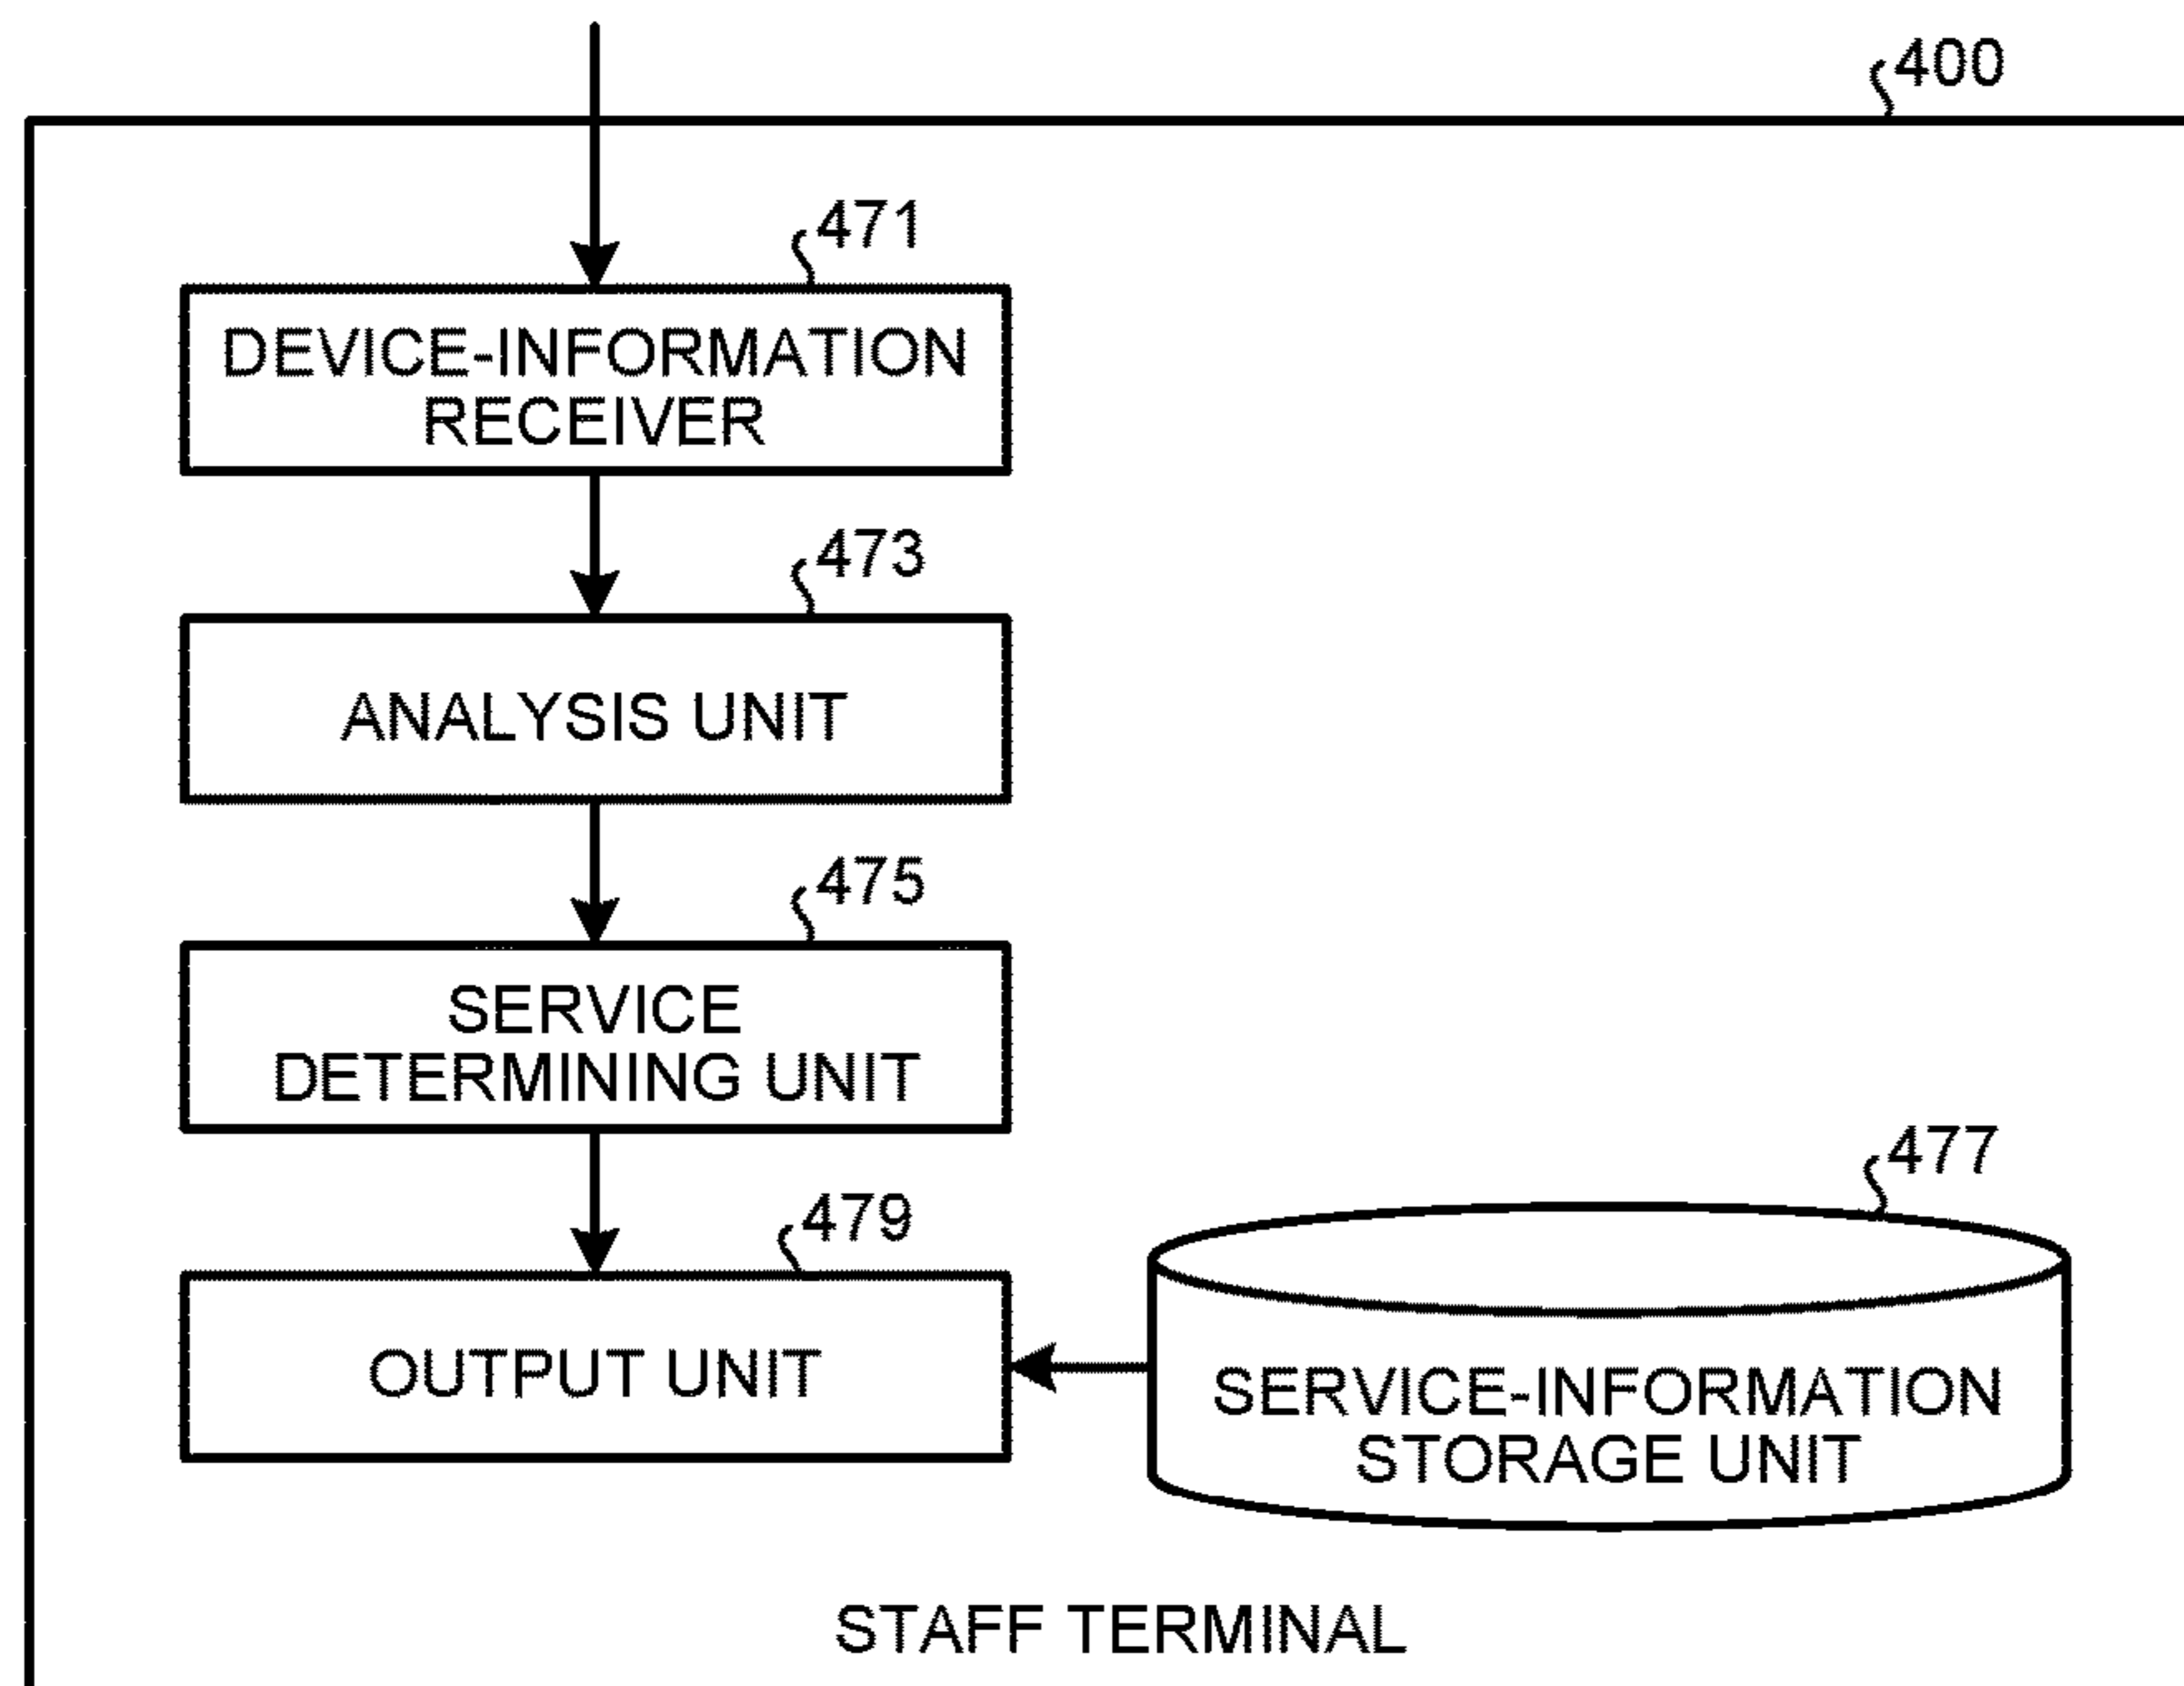 400
471
DEVICE-INFORMATION
RECEIVER
473
ANALYSIS UNIT
475
SERVICE
DETERMINING UNIT
479
OUTPUT UNIT
477
SERVICE-INFORMATION
STORAGE UNIT
STAFF TERMINAL